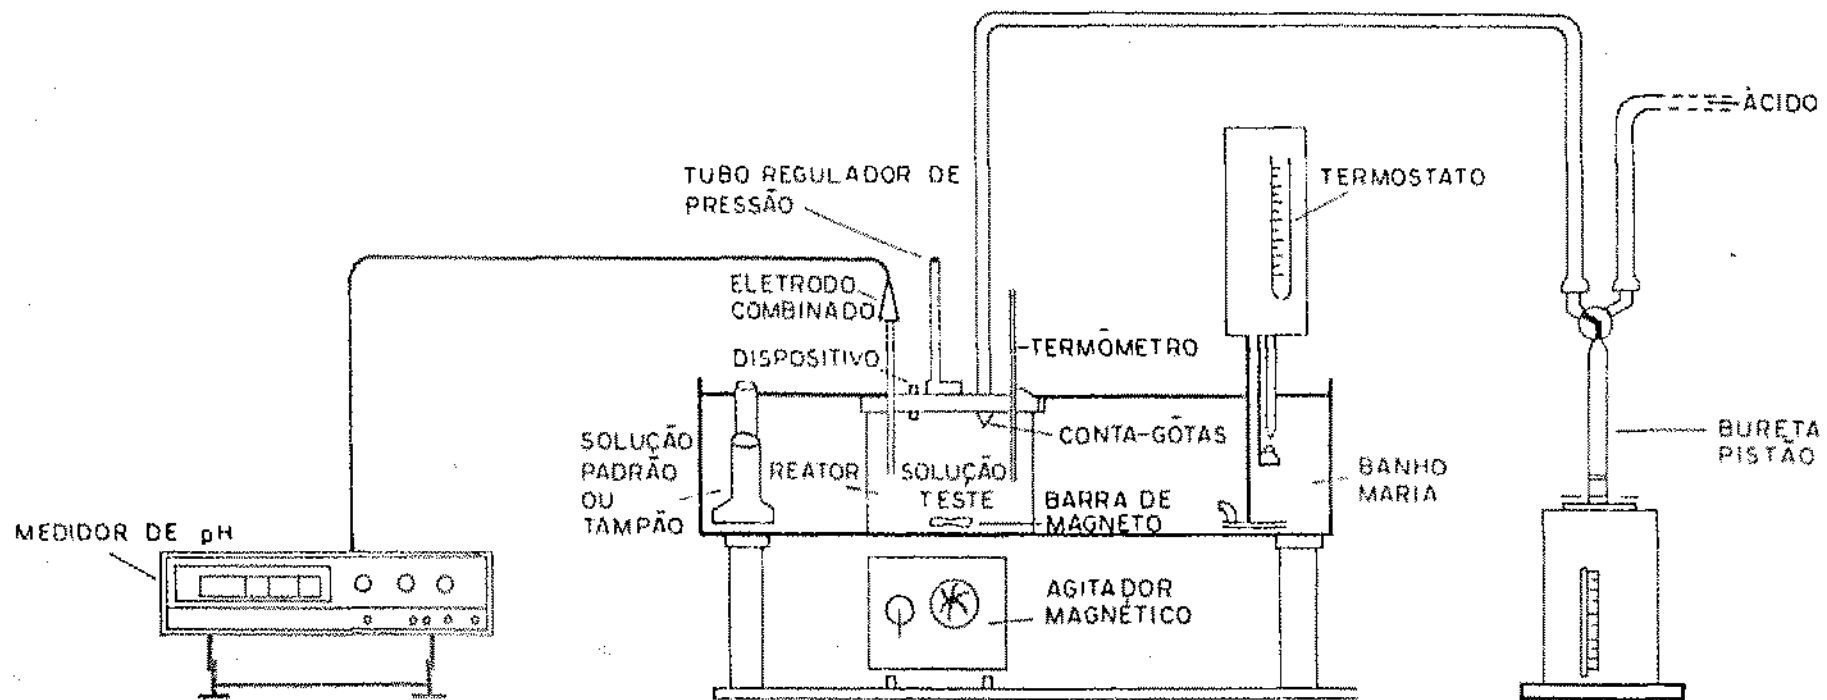 ÁCIDO
TUBO REGULADOR DE
PRESSÃO
TERMOSTATO
ELETRODO
COMBINADO
DISPOSITIVO
TERMÔMETRO
CONTA-GÔTAS
SOLUÇÃO
PADRÃO
OU
TAMPÃO
REATOR
SOLUÇÃO
TESTE
BARRA DE
MAGNETO
BANHO
MARIA
BURETA
PISTÃO
MEDIDOR DE pH
AGITADOR
MAGNÉTICO